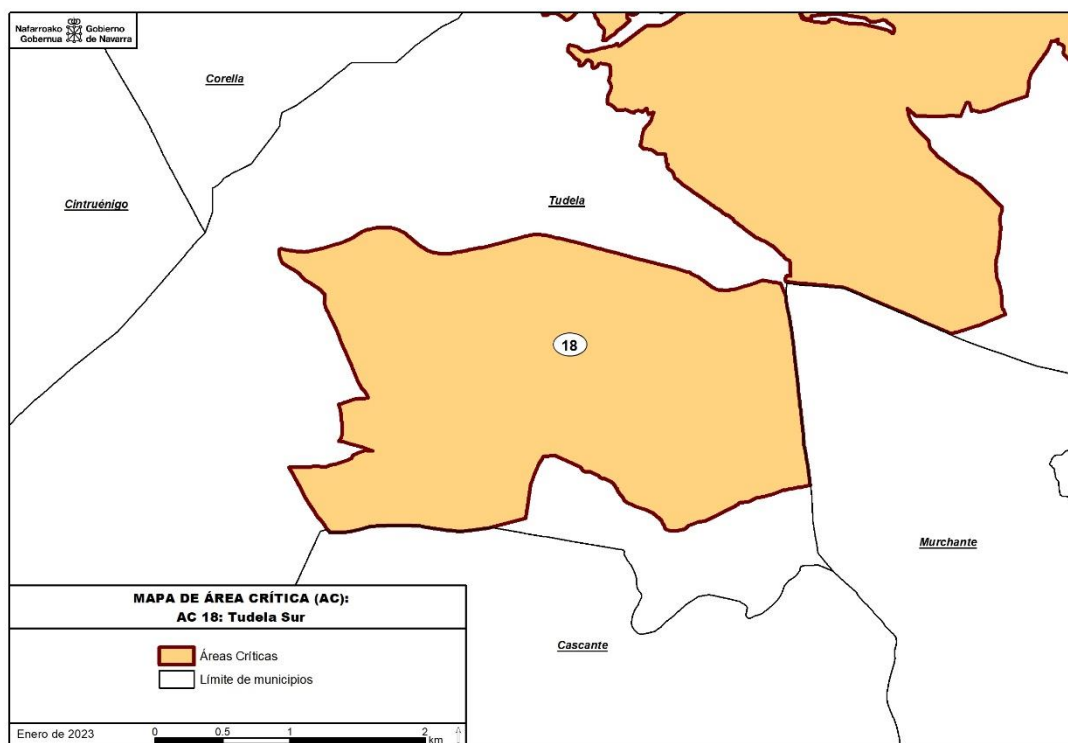 Nafarroako Gobernua
Gobierno de Navarra
Corella
Cintruénigo
Tudela
18
Murchante
Cascante
MAPA DE ÁREA CRÍTICA (AC):
AC 18: Tudela Sur
Áreas Críticas
Límite de municipios
Enero de 2023
0 0.5 1 2
km